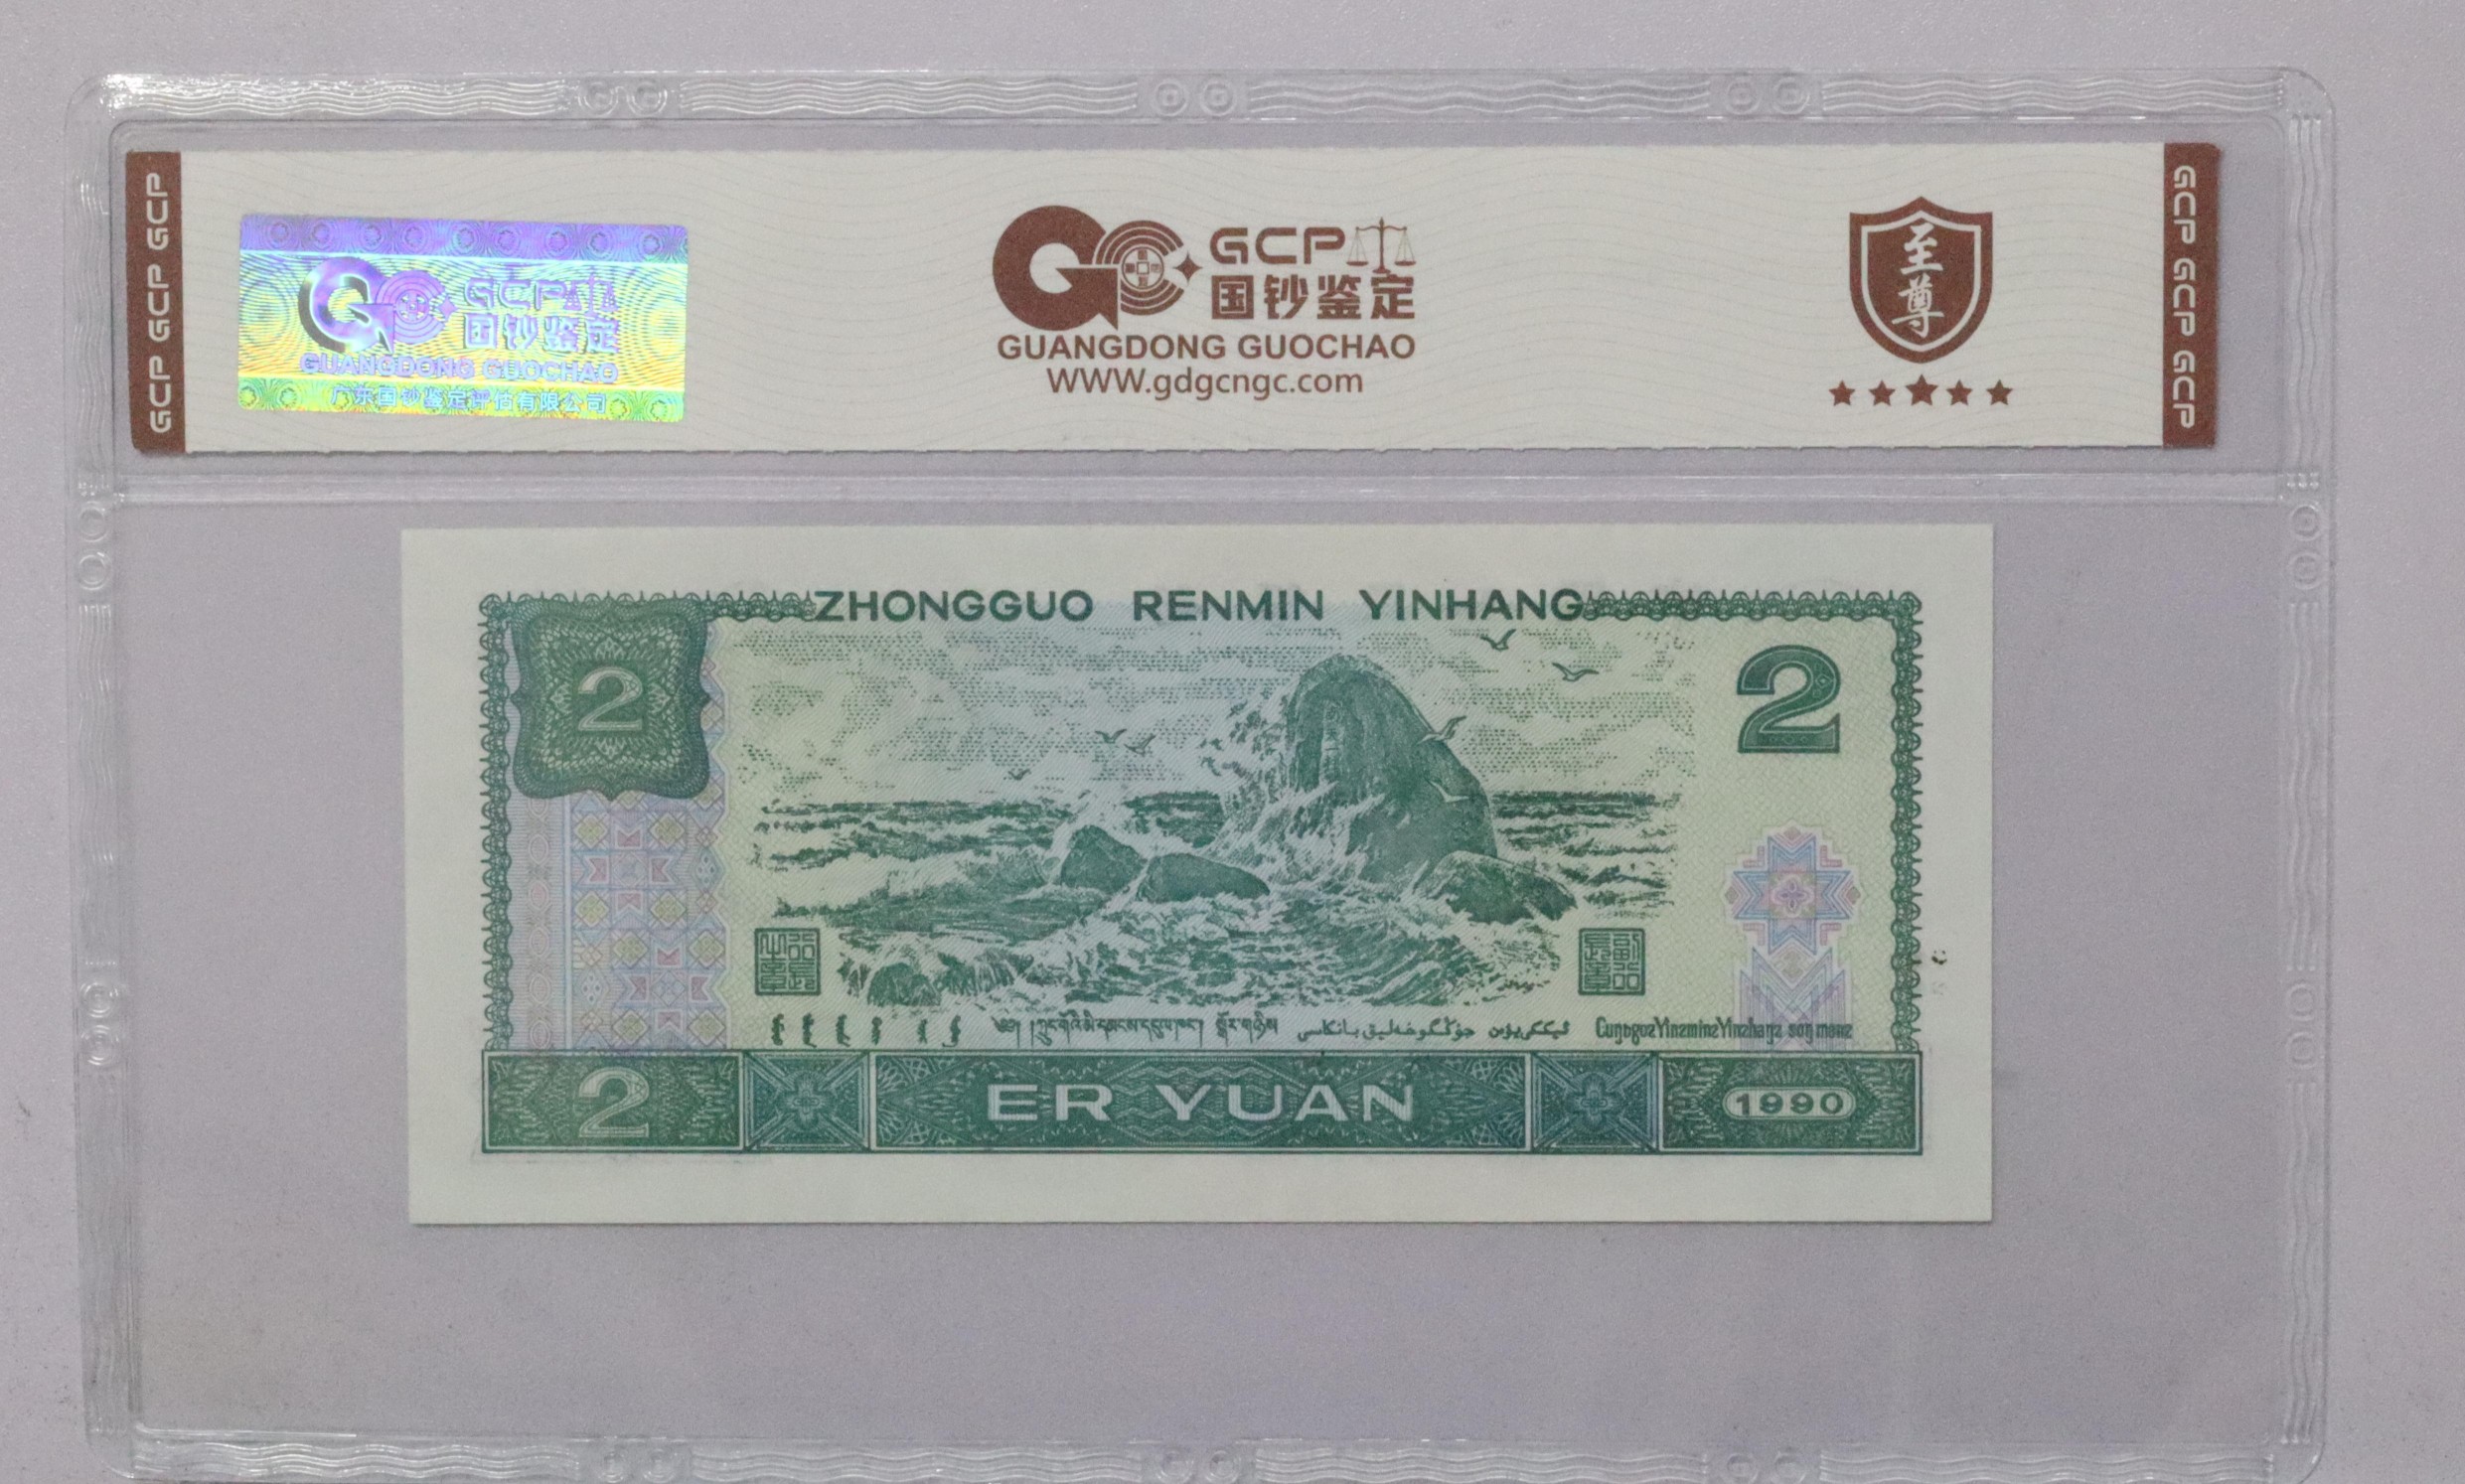 GCP GCP GCP
GCP
国钞鉴定
GUANGDONG GUOCHAO
广东国钞鉴定评估有限公司
GCP
国钞鉴定
GUANGDONG GUOCHAO
WWW.gdgcngc.com
至尊
GCP GCP GCP
ZHONGGUO RENMIN YINHANG
2
2
2
ER YUAN
1990